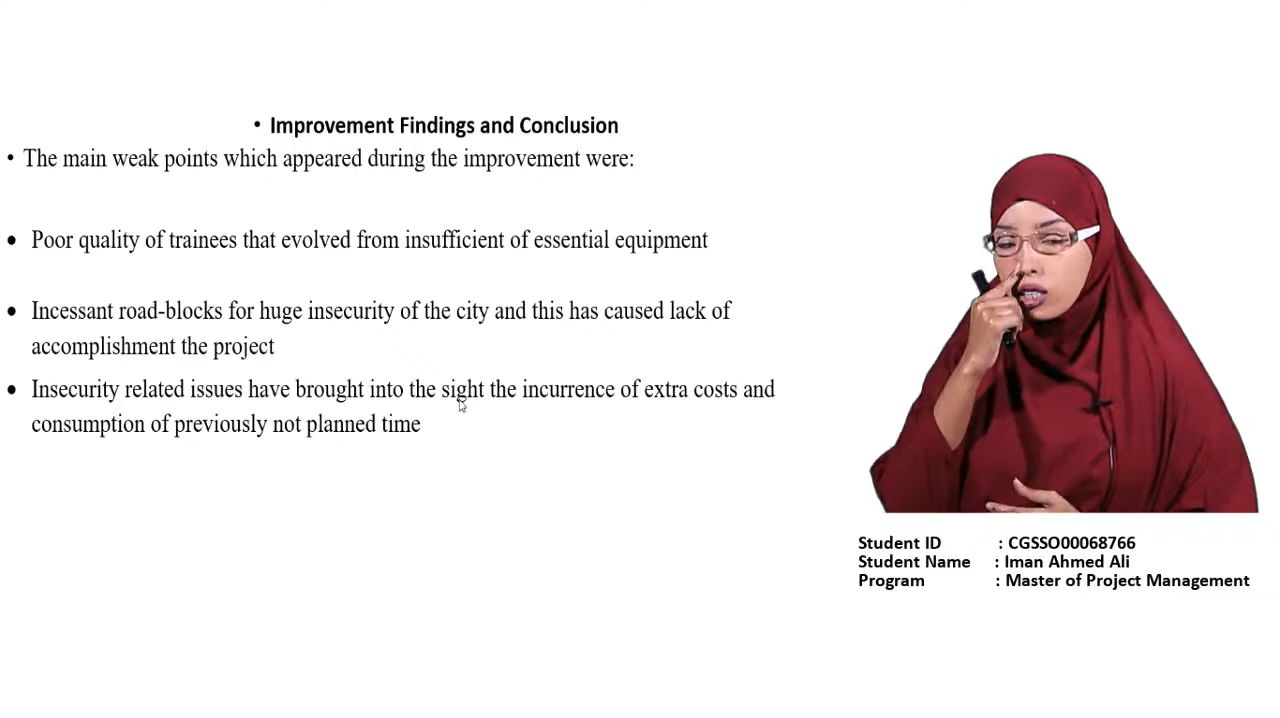 • Improvement Findings and Conclusion
• The main weak points which appeared during the improvement were:
• Poor quality of trainees that evolved from insufficient of essential equipment
• Incessant road-blocks for huge insecurity of the city and this has caused lack of
accomplishment the project
• Insecurity related issues have brought into the sight the incurrence of extra costs and
consumption of previously not planned time
Student ID : CGSSO00068766
Student Name : Iman Ahmed Ali
Program : Master of Project Management